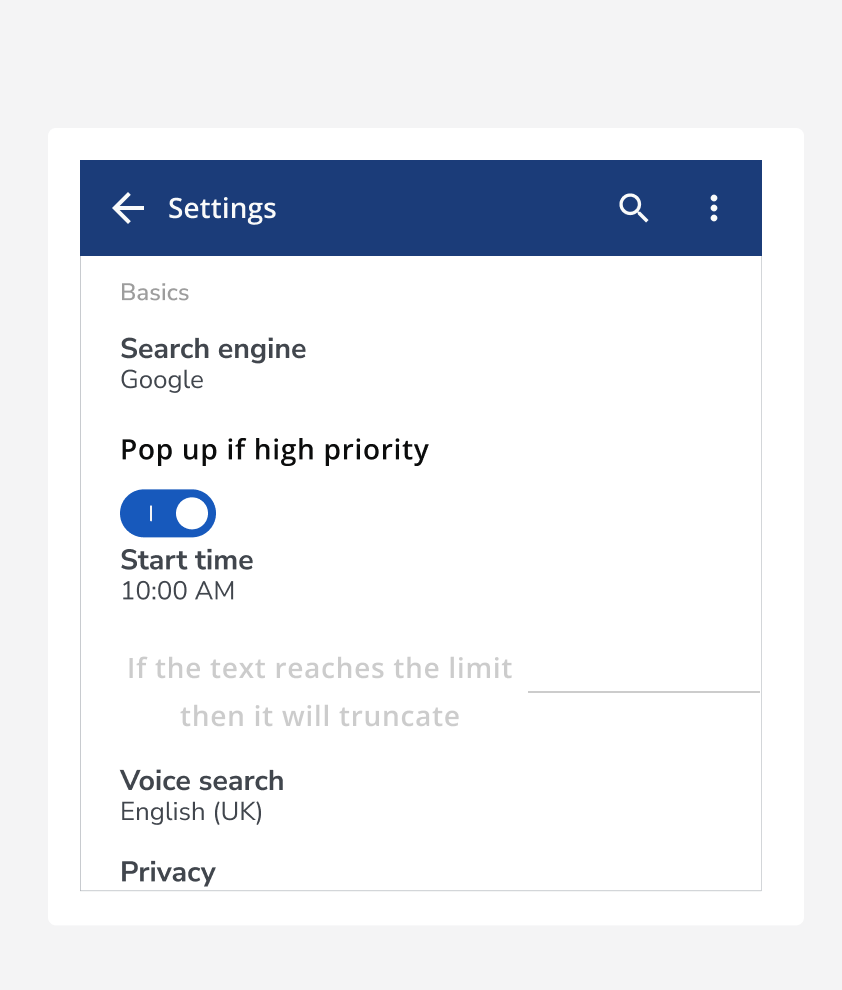 Settings
Basics
Search engine
Google
Pop up if high priority
Start time
10:00 AM
If the text reaches the limit
then it will truncate
Voice search
English (UK)
Privacy